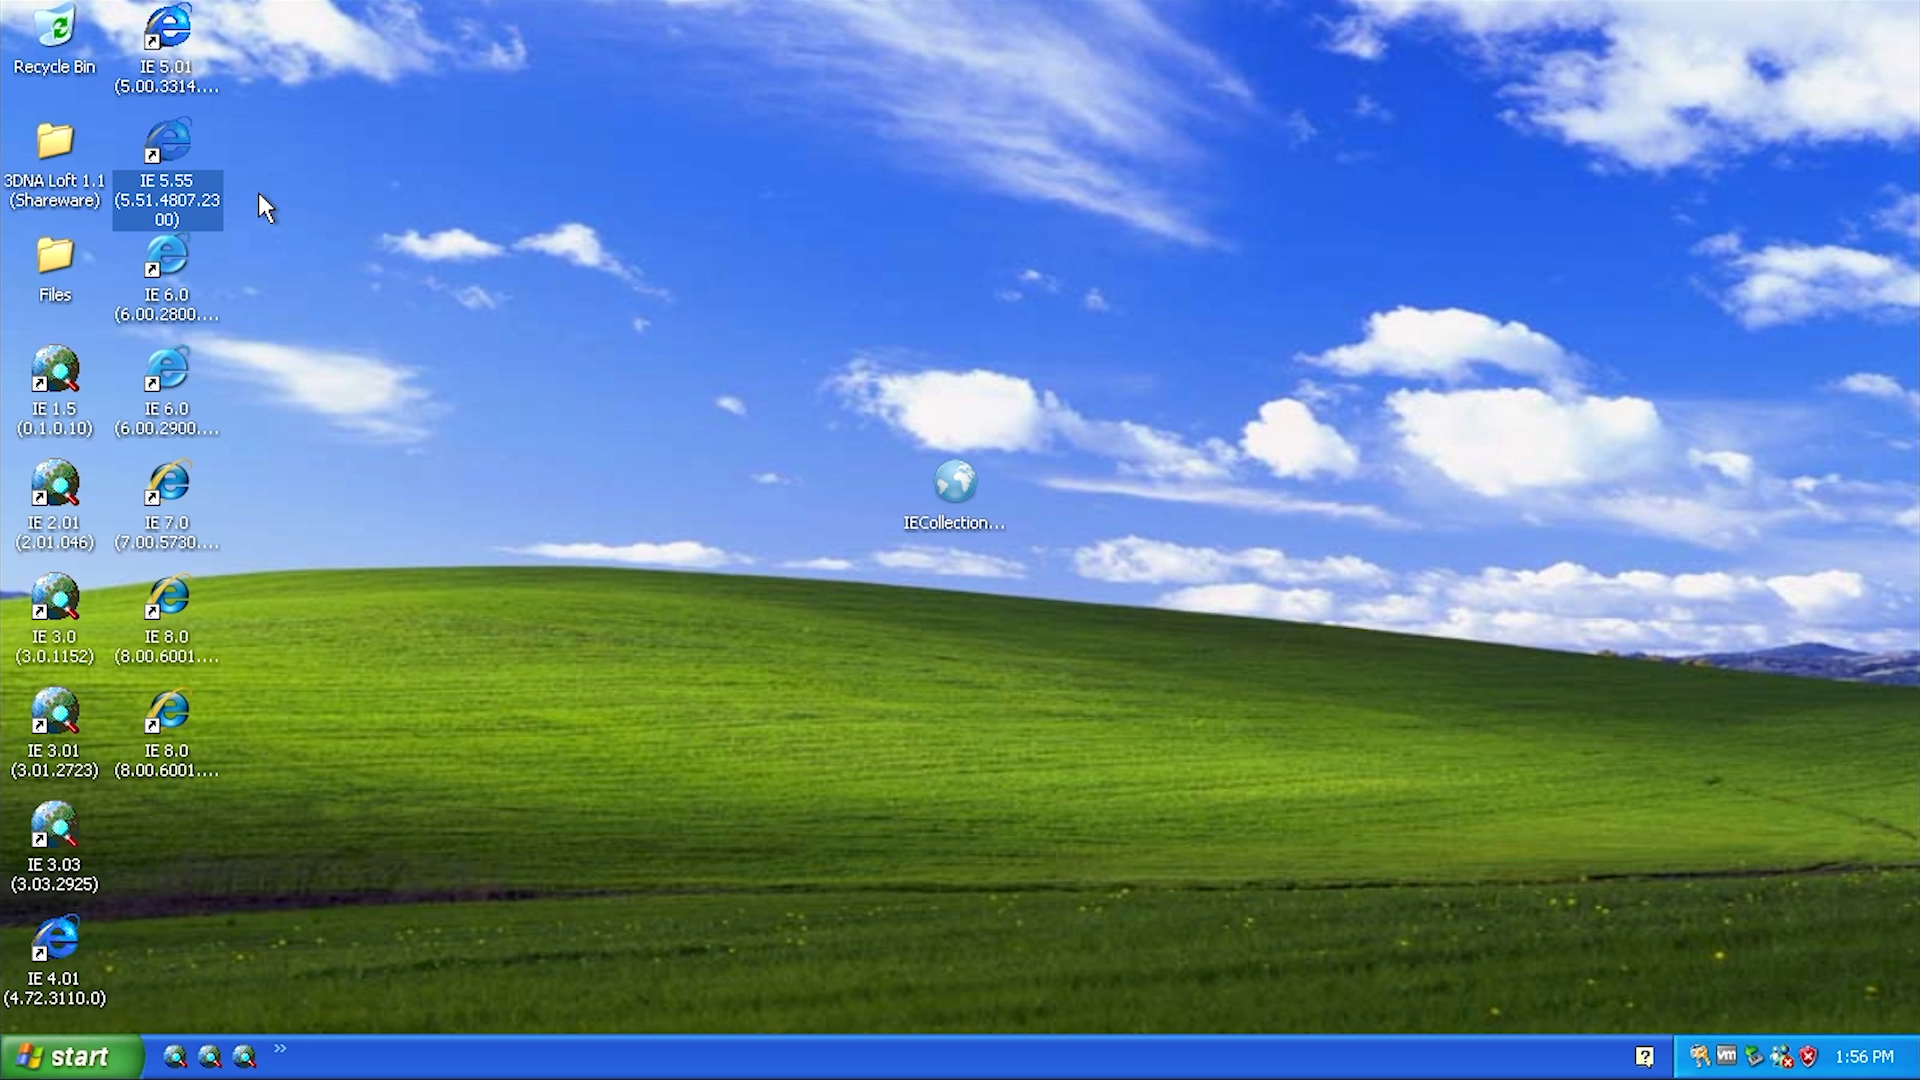 Recycle Bin
3DNA Loft 1.1
(Shareware)
Files
IE 1.5
(0.1.0.10)
IE 2.01
(2.01.046)
IE 3.0
(3.0.1152)
IE 3.01
(3.01.2723)
IE 3.03
(3.03.2925)
IE 4.01
(4.72.3110.0)
IE 5.01
(5.00.3314....
IE 5.55
(5.51.4807.23
00)
IE 6.0
(6.00.2800....
IE 6.0
(6.00.2900....
IE 7.0
(7.00.5730....
IE 8.0
(8.00.6001....
IE 8.0
(8.00.6001....
IECollection...
start
»
?
vm
1:56 PM